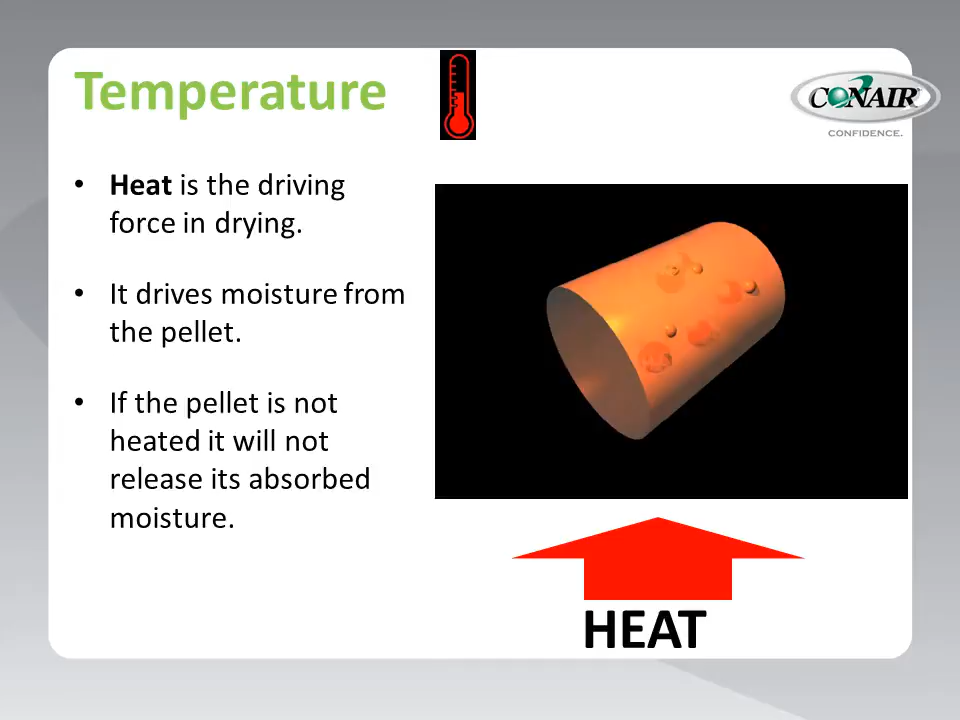 Temperature
CONAIR
CONFIDENCE.
• Heat is the driving
force in drying.
• It drives moisture from
the pellet.
• If the pellet is not
heated it will not
release its absorbed
moisture.
HEAT